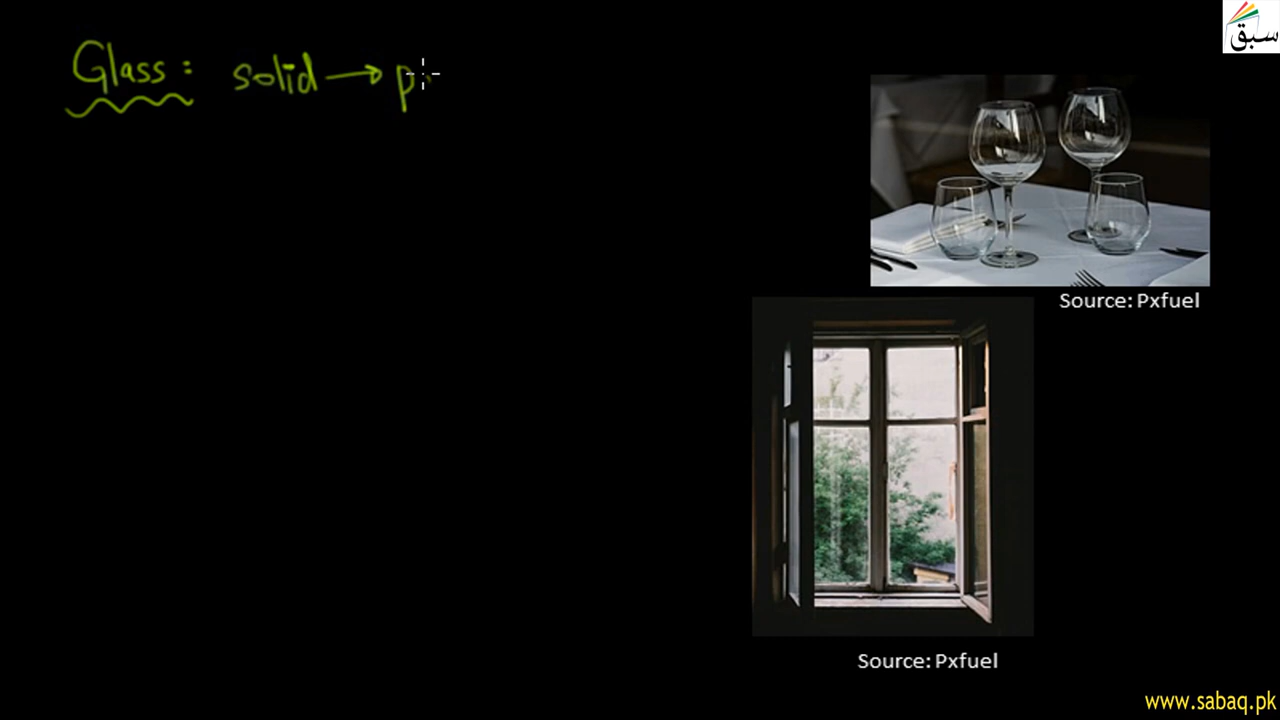 Glass: solid → p
سبق
Source: Pxfuel
Source: Pxfuel
www.sabaq.pk